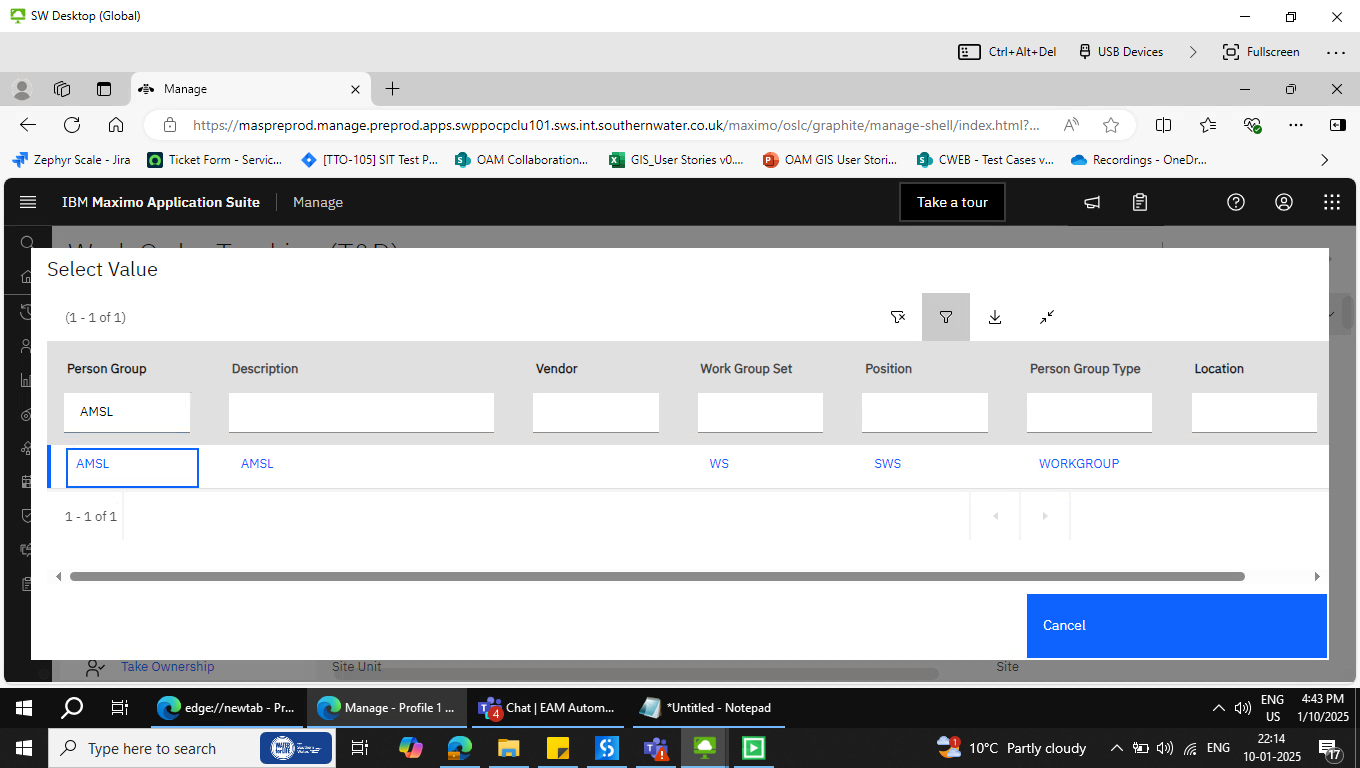 SW Desktop (Global)
Ctrl+Alt+Del
USB Devices
Fullscreen
Manage
https://maspreprod.manage.preprod.apps.swppocpclu101.sws.int.southernwater.co.uk/maximo/oslc/graphite/manage-shell/index.html?...
Zephyr Scale - Jira
Ticket Form - Servic...
[TTO-105] SIT Test P...
OAM Collaboration...
GIS_User Stories v0....
OAM GIS User Stori...
CWEB - Test Cases v...
Recordings - OneDr...
IBM Maximo Application Suite
Manage
Take a tour
Select Value
(1 - 1 of 1)
Person Group
Description
Vendor
Work Group Set
Position
Person Group Type
Location
AMSL
AMSL
AMSL
WS
SWS
WORKGROUP
1 - 1 of 1
Cancel
Take Ownership
Site Unit
Site
edge://newtab - Pr...
Manage - Profile 1 ...
4
Chat | EAM Autom...
*Untitled - Notepad
ENG
US
4:43 PM
1/10/2025
Type here to search
1
10°C Partly cloudy
ENG
22:14
10-01-2025
17